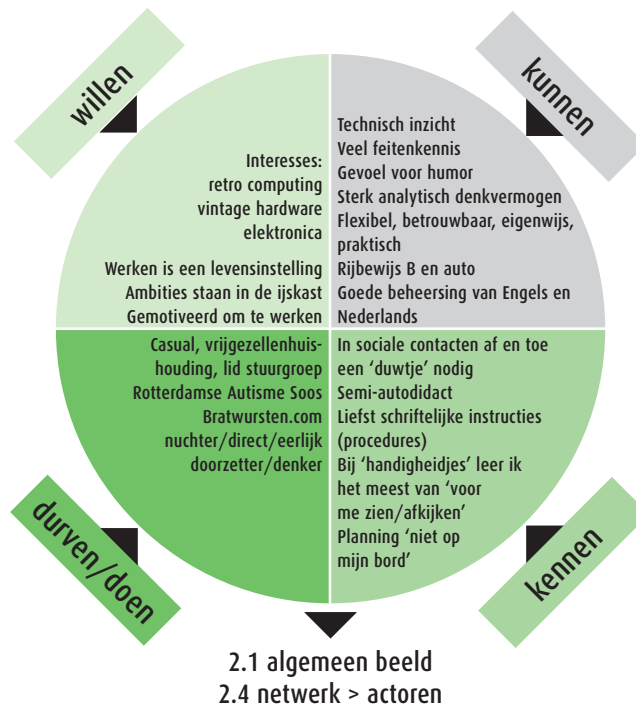 willen
kunnen
Interesses:
retro computing
vintage hardware
elektronica
Werken is een levensinstelling
Ambities staan in de ijskast
Gemotiveerd om te werken
Technisch inzicht
Veel feitenkennis
Gevoel voor humor
Sterk analytisch denkvermogen
Flexibel, betrouwbaar, eigenwijs,
praktisch
Rijbewijs B en auto
Goede beheersing van Engels en
Nederlands
Casual, vrijgezellenhuis-
houding, lid stuurgroep
Rotterdamse Autisme Soos
Bratwursten.com
nuchter/direct/eerlijk
doorzetter/denker
In sociale contacten af en toe
een ‘duwtje’ nodig
Semi-autodidact
Liefst schriftelijke instructies
(procedures)
Bij ‘handigheidjes’ leer ik
het meest van ‘voor
me zien/afkijken’
Planning ‘niet op
mijn bord’
durven/doen
kennen
2.1 algemeen beeld
2.4 netwerk > actoren